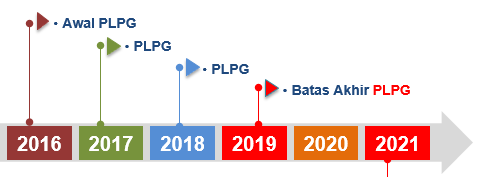 • Awal PLPG
• PLPG
• PLPG
• Batas Akhir PLPG
2016 2017 2018 2019 2020 2021